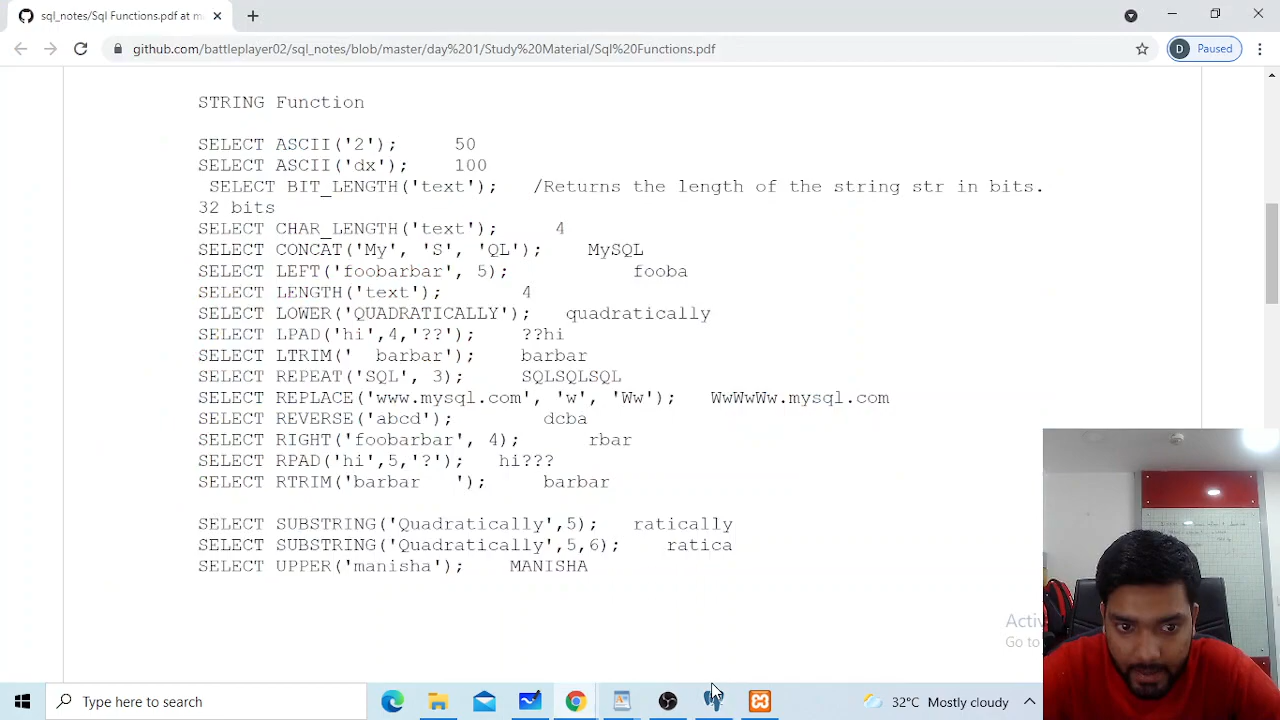 sql_notes/Sql Functions.pdf at m
github.com/battleplayer02/sql_notes/blob/master/day%201/Study%20Material/Sql%20Functions.pdf
D Paused
STRING Function
SELECT ASCII('2'); 50
SELECT ASCII('dx'); 100
SELECT BIT_LENGTH('text'); /Returns the length of the string str in bits.
32 bits
SELECT CHAR_LENGTH('text'); 4
SELECT CONCAT('My', 'S', 'QL'); MySQL
SELECT LEFT('foobarbar', 5); fooba
SELECT LENGTH('text'); 4
SELECT LOWER('QUADRATICALLY'); quadratically
SELECT LPAD('hi',4,'??'); ??hi
SELECT LTRIM('  barbar'); barbar
SELECT REPEAT('SQL', 3); SQLSQLSQL
SELECT REPLACE('www.mysql.com', 'w', 'Ww'); WwWwWw.mysql.com
SELECT REVERSE('abcd'); dcba
SELECT RIGHT('foobarbar', 4); rbar
SELECT RPAD('hi',5,'?'); hi???
SELECT RTRIM('barbar   '); barbar
SELECT SUBSTRING('Quadratically',5); ratically
SELECT SUBSTRING('Quadratically',5,6); ratica
SELECT UPPER('manisha'); MANISHA
Activ
Go to
Type here to search
32°C Mostly cloudy